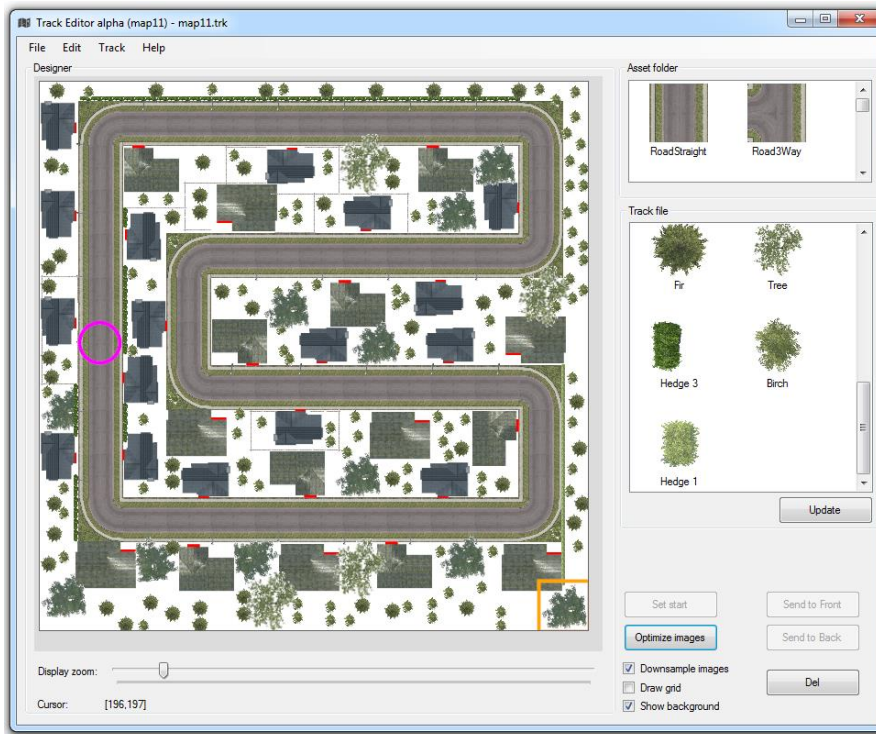 Track Editor alpha (map11) - map11.trk
File Edit Track Help
Designer
Asset folder
RoadStraight Road3Way
Track file
Fir Tree
Hedge 3 Birch
Hedge 1
Update
Set start Send to Front
Optimize images Send to Back
Display zoom:
Downsample images
Draw grid
Del
Cursor: [196,197]
Show background